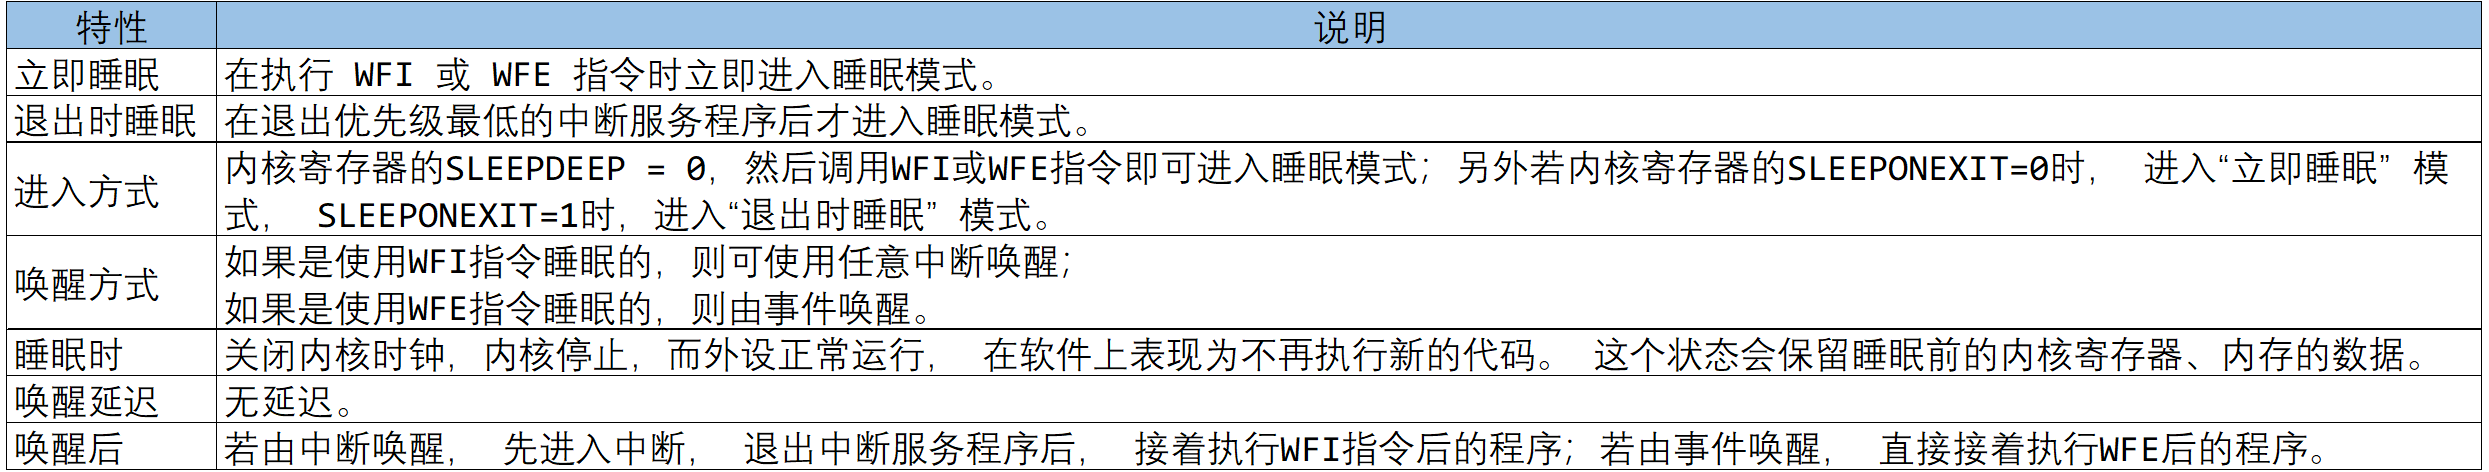 特性 说明
立即睡眠 在执行 WFI 或 WFE 指令时立即进入睡眠模式。
退出时睡眠 在退出优先级最低的中断服务程序后才进入睡眠模式。
进入方式 内核寄存器的SLEEPDEEP = 0，然后调用WFI或WFE指令即可进入睡眠模式；另外若内核寄存器的SLEEPONEXIT=0时， 进入“立即睡眠” 模
式， SLEEPONEXIT=1时，进入“退出时睡眠” 模式。
唤醒方式 如果是使用WFI指令睡眠的，则可使用任意中断唤醒；
如果是使用WFE指令睡眠的，则由事件唤醒。
睡眠时 关闭内核时钟，内核停止，而外设正常运行， 在软件上表现为不再执行新的代码。 这个状态会保留睡眠前的内核寄存器、内存的数据。
唤醒延迟 无延迟。
唤醒后 若由中断唤醒， 先进入中断， 退出中断服务程序后， 接着执行WFI指令后的程序；若由事件唤醒， 直接接着执行WFE后的程序。